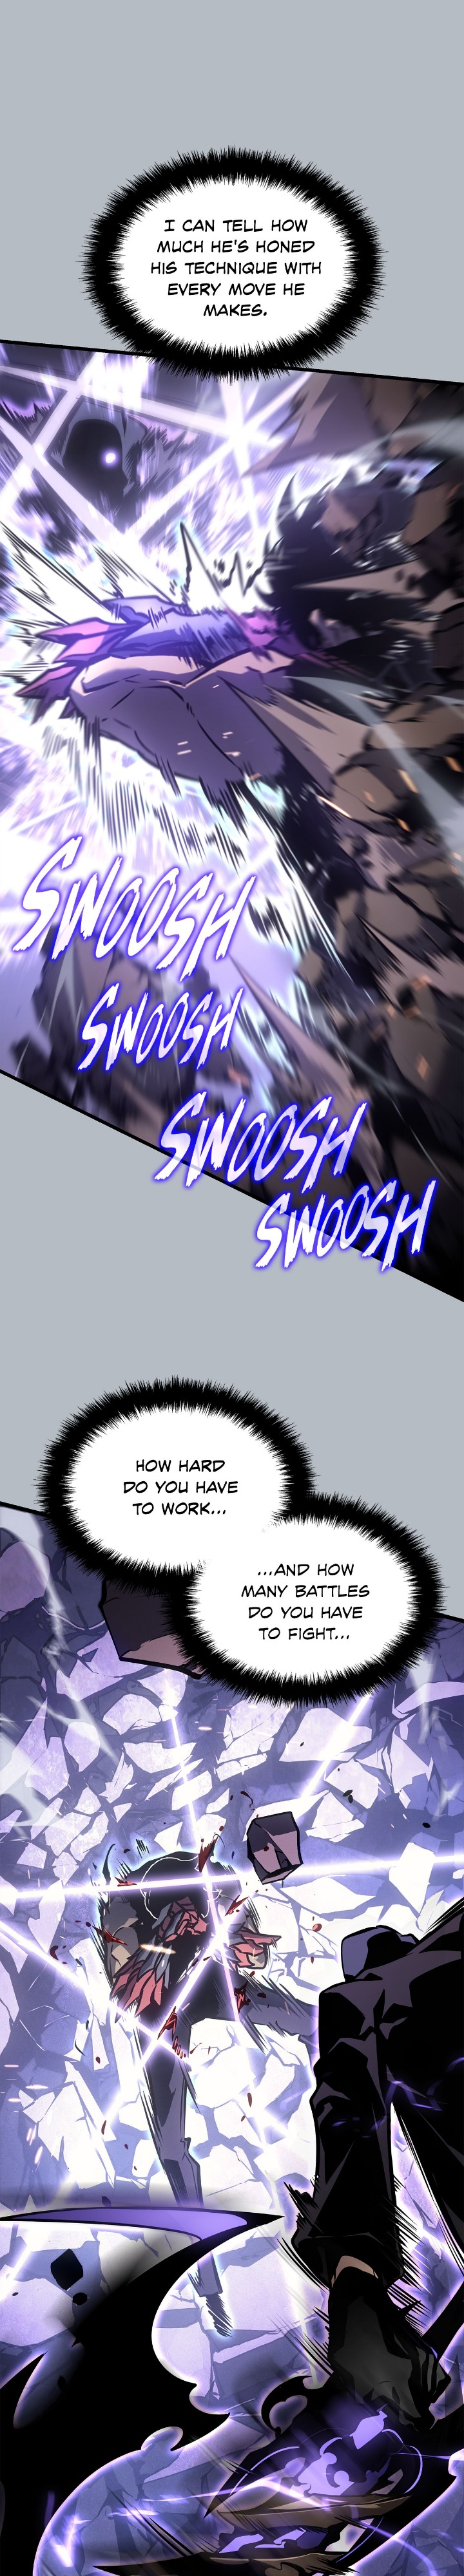 I CAN TELL HOW
MUCH HE'S HONED
HIS TECHNIQUE WITH
EVERY MOVE HE
MAKES.
SWOOSH
SWOOSH
SWOOSH
SWOOSH
HOW HARD
DO YOU HAVE
TO WORK...
...AND HOW
MANY BATTLES
DO YOU HAVE
TO FIGHT...